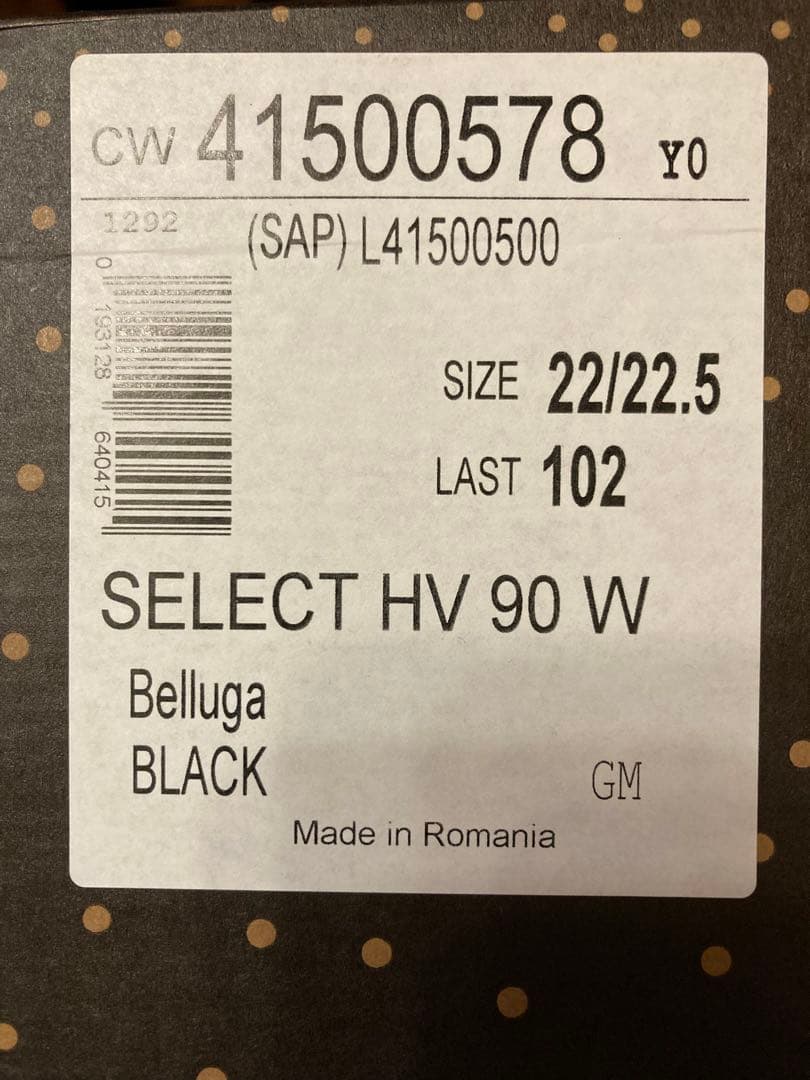 CW 41500578 Y0
1292
(SAP) L41500500
0 193128 640415
SIZE 22/22.5
LAST 102
SELECT HV 90 W
Belluga
BLACK
GM
Made in Romania